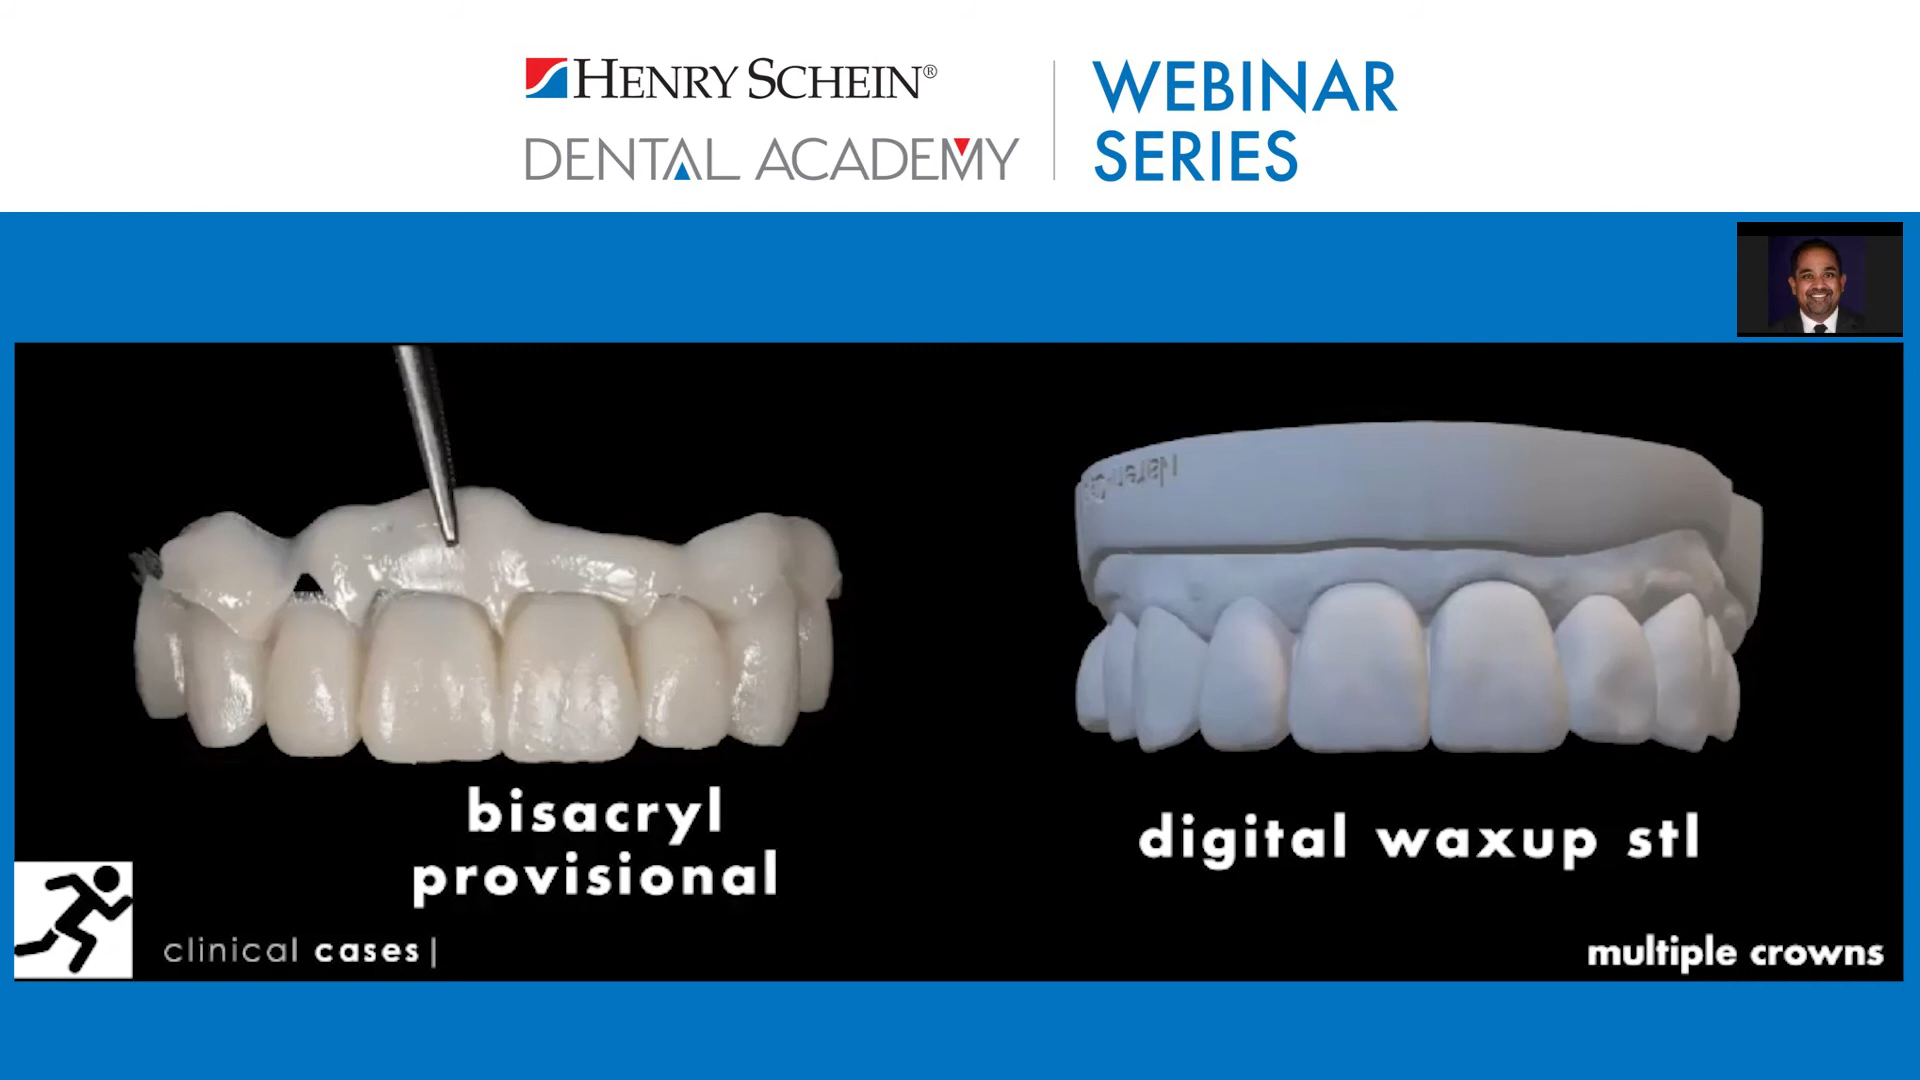 HENRY SCHEIN®
DENTAL ACADEMY
WEBINAR
SERIES
bisacryl
provisional
digital waxup stl
clinical cases|
multiple crowns